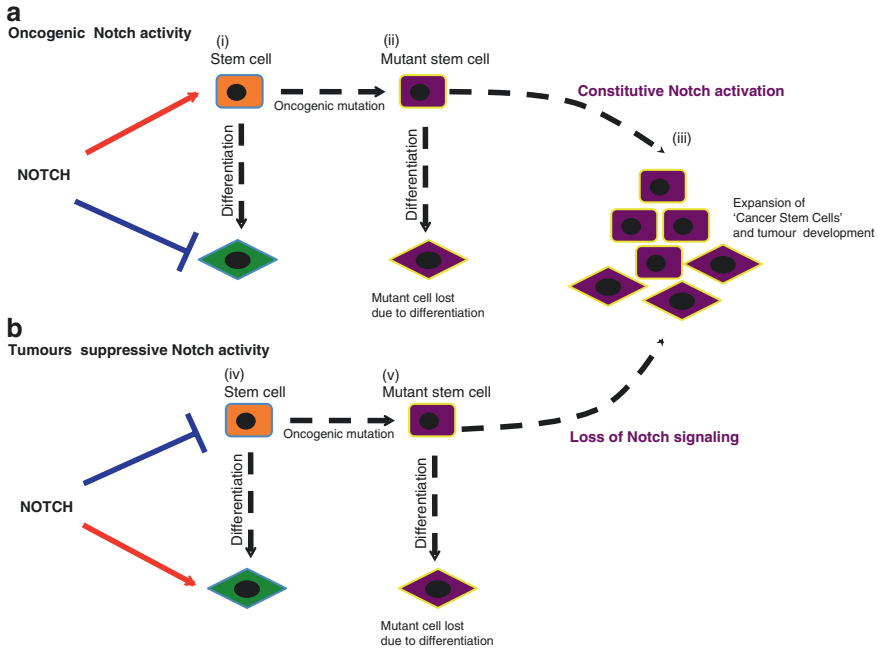 a
Oncogenic Notch activity
(i)
Stem cell
(ii)
Mutant stem cell
Oncogenic mutation
Constitutive Notch activation
(iii)
NOTCH
Differentiation
Differentiation
Expansion of
‘Cancer Stem Cells’
and tumour development
Mutant cell lost
due to differentiation
b
Tumours suppressive Notch activity
(iv)
Stem cell
(v)
Mutant stem cell
Oncogenic mutation
Loss of Notch signaling
NOTCH
Differentiation
Differentiation
Mutant cell lost
due to differentiation